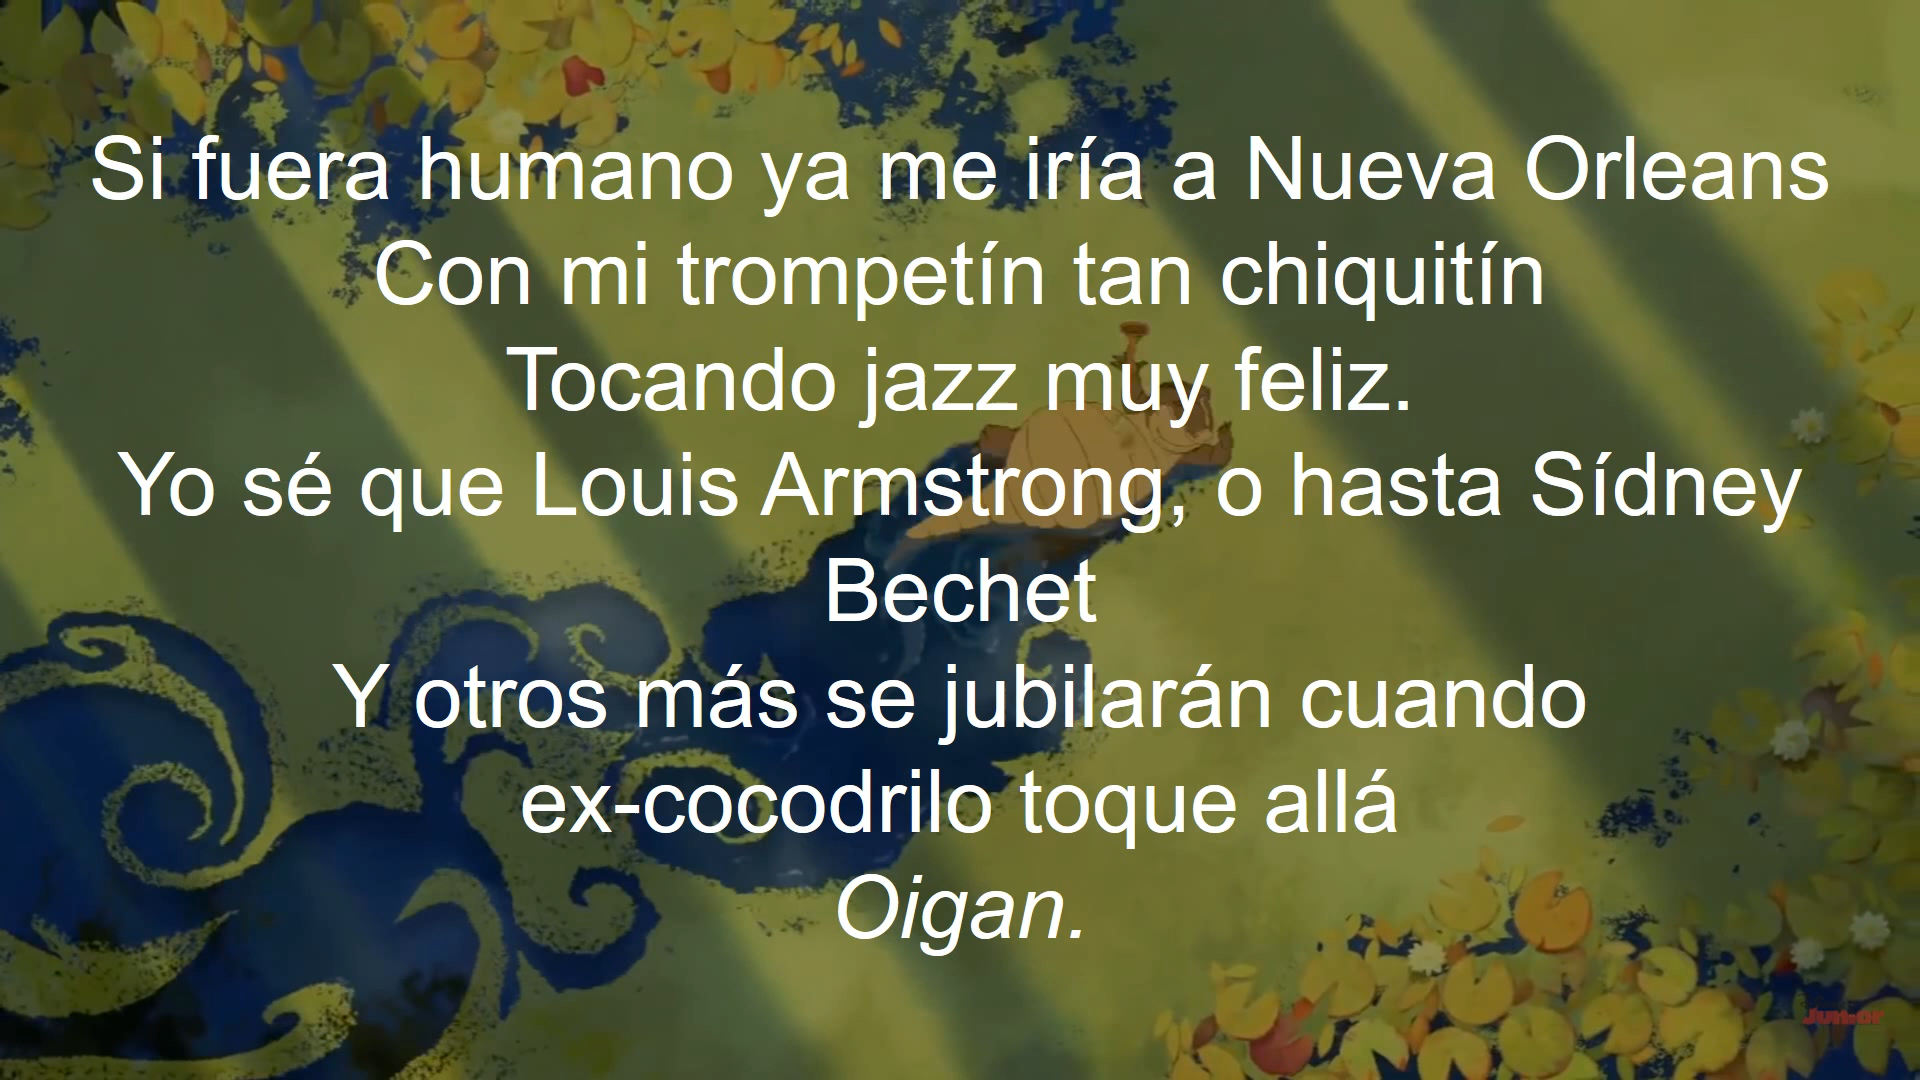 Si fuera humano ya me iría a Nueva Orleans
Con mi trompetín tan chiquitín
Tocando jazz muy feliz.
Yo sé que Louis Armstrong, o hasta Sídney
Bechet
Y otros más se jubilarán cuando
ex-cocodrilo toque allá
Oigan.
Junior